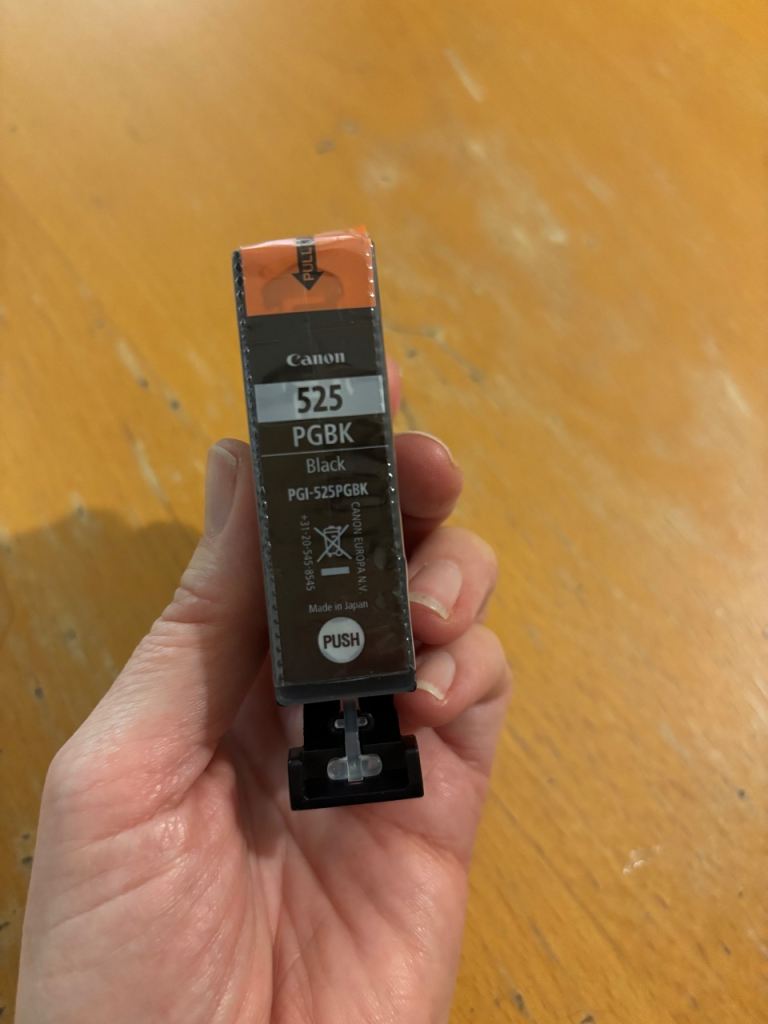 PULL
Canon
525
PGBK
Black
PGI-525PGBK
CANON EUROPA N.V.
+31-20-545-8545
Made in Japan
PUSH